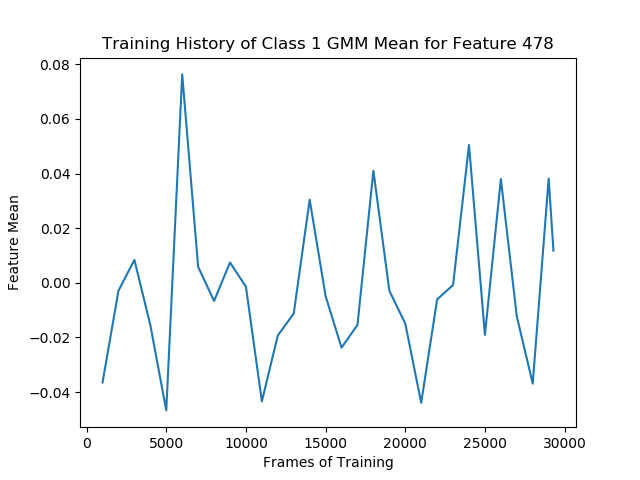 Training History of Class 1 GMM Mean for Feature 478
0.08
0.06
0.04
0.02
0.00
−0.02
−0.04
Feature Mean
0 5000 10000 15000 20000 25000 30000
Frames of Training